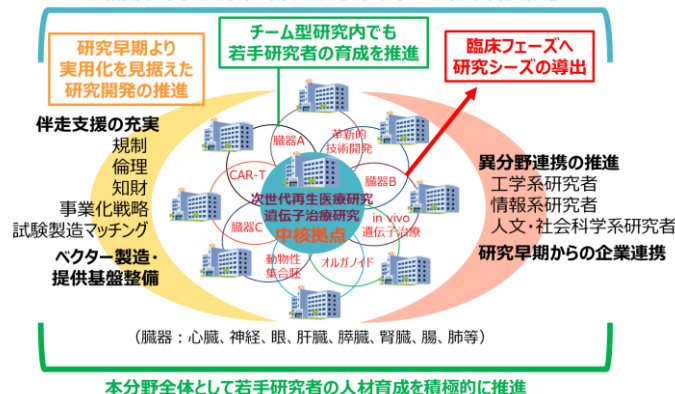 チーム型研究内でも
若手研究者の育成を推進
臨床フェーズへ
研究シーズの導出
研究早期より
実用化を見据えた
研究開発の推進
伴走支援の充実
規制
倫理
知財
事業化戦略
試験製造マッチング
ベクター製造・
提供基盤整備
臓器A
革新的
技術開発
CAR-T
臓器B
次世代再生医療研究
遺伝子治療研究
中核拠点
臓器C
in vivo
遺伝子治療
動物性
集合胚
オルガノイド
異分野連携の推進
工学系研究者
情報系研究者
人文・社会科学系研究者
研究早期からの企業連携
(臓器：心臓、神経、眼、肝臓、膵臓、腎臓、腸、肺等)
本分野全体として若手研究者の人材育成を積極的に推進